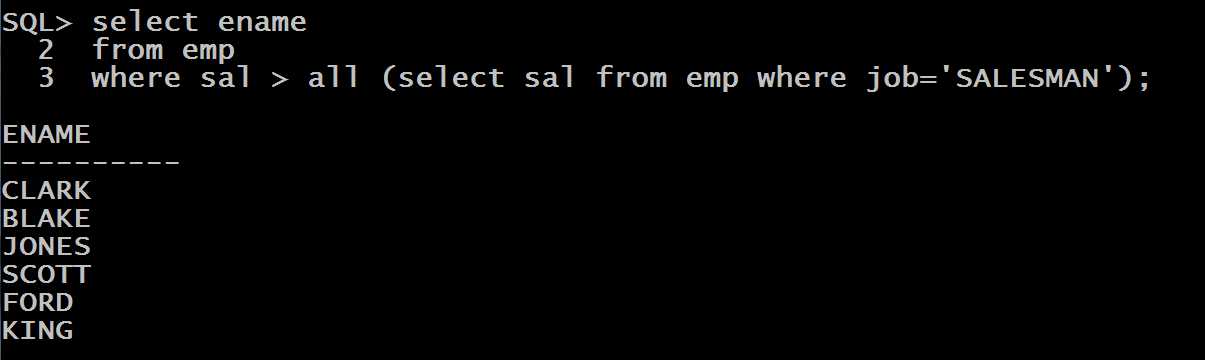 SQL> select ename
  2  from emp
  3  where sal > all (select sal from emp where job='SALESMAN');
ENAME
----------
CLARK
BLAKE
JONES
SCOTT
FORD
KING